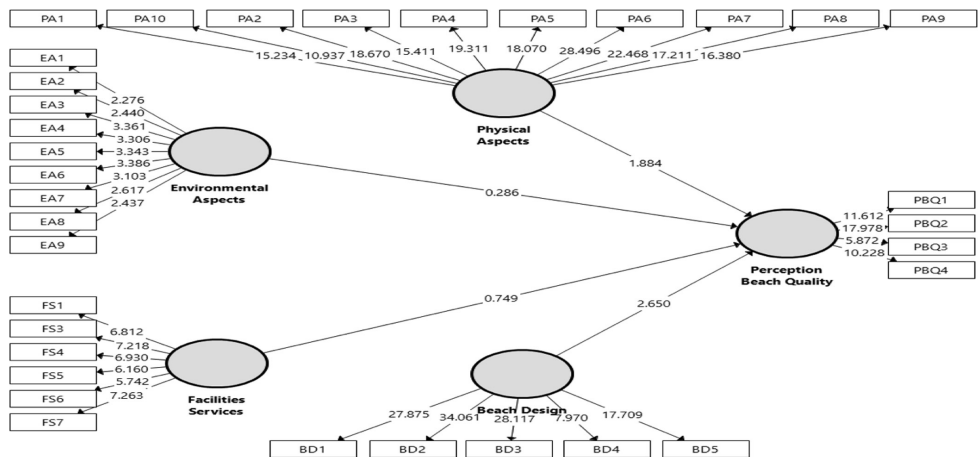 PA1 PA10 PA2 PA3 PA4 PA5 PA6 PA7 PA8 PA9
15.234 10.937 18.670 15.411 19.311 18.070 28.496 22.468 17.211 16.380
Physical
Aspects
EA1
EA2
EA3
EA4
EA5
EA6
EA7
EA8
EA9
2.276
2.440
3.361
3.306
3.343
3.386
3.103
2.617
2.437
Environmental
Aspects
1.884
0.286
0.749
2.650
Perception
Beach Quality
11.612
17.978
5.872
10.228
PBQ1
PBQ2
PBQ3
PBQ4
FS1
FS3
FS4
FS5
FS6
FS7
6.812
7.218
6.930
6.160
5.742
7.263
Facilities
Services
Beach Design
27.875 34.061 28.117 7.970 17.709
BD1 BD2 BD3 BD4 BD5